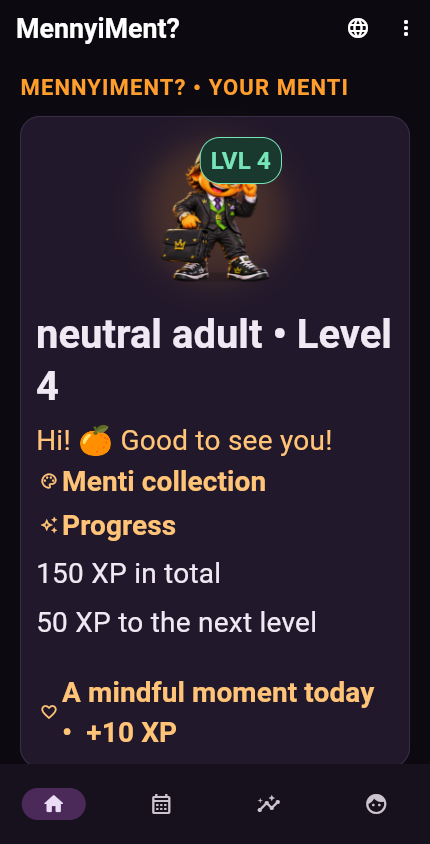 MennyiMent?
MENNYIMENT? • YOUR MENTI
LVL 4
neutral adult • Level
4
Hi! 🍊 Good to see you!
Menti collection
Progress
150 XP in total
50 XP to the next level
A mindful moment today
• +10 XP